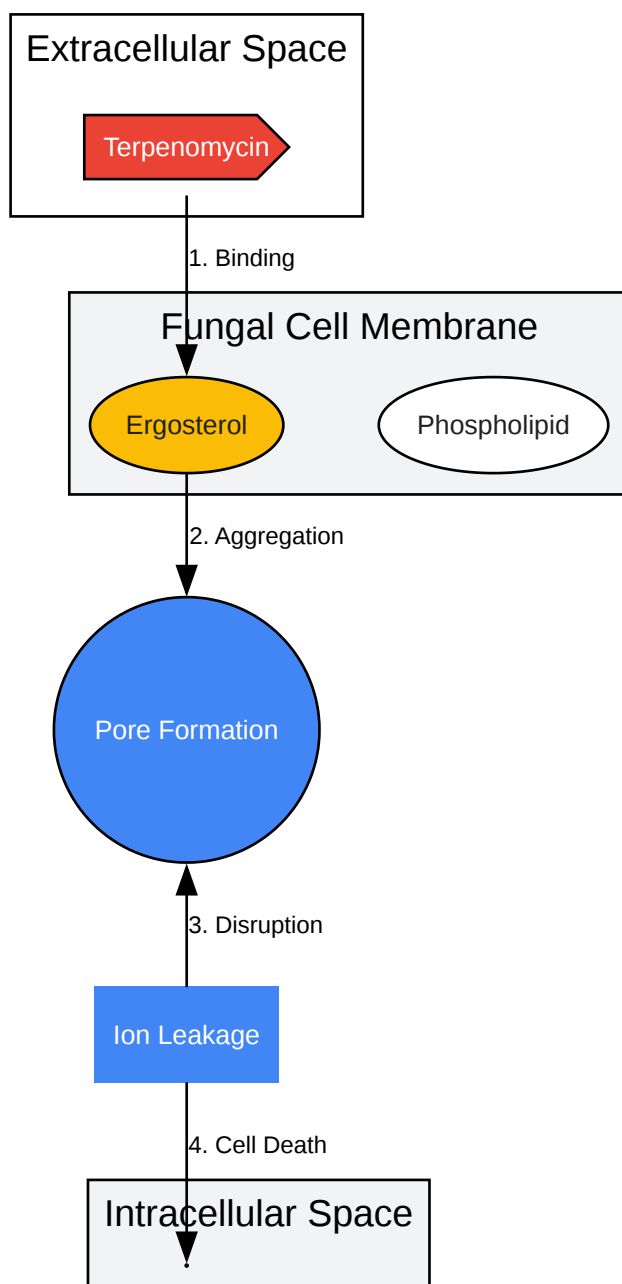 Extracellular Space
Terpenomycin
1. Binding
Fungal Cell Membrane
Ergosterol
Phospholipid
2. Aggregation
Pore Formation
3. Disruption
Ion Leakage
4. Cell Death
Intracellular Space